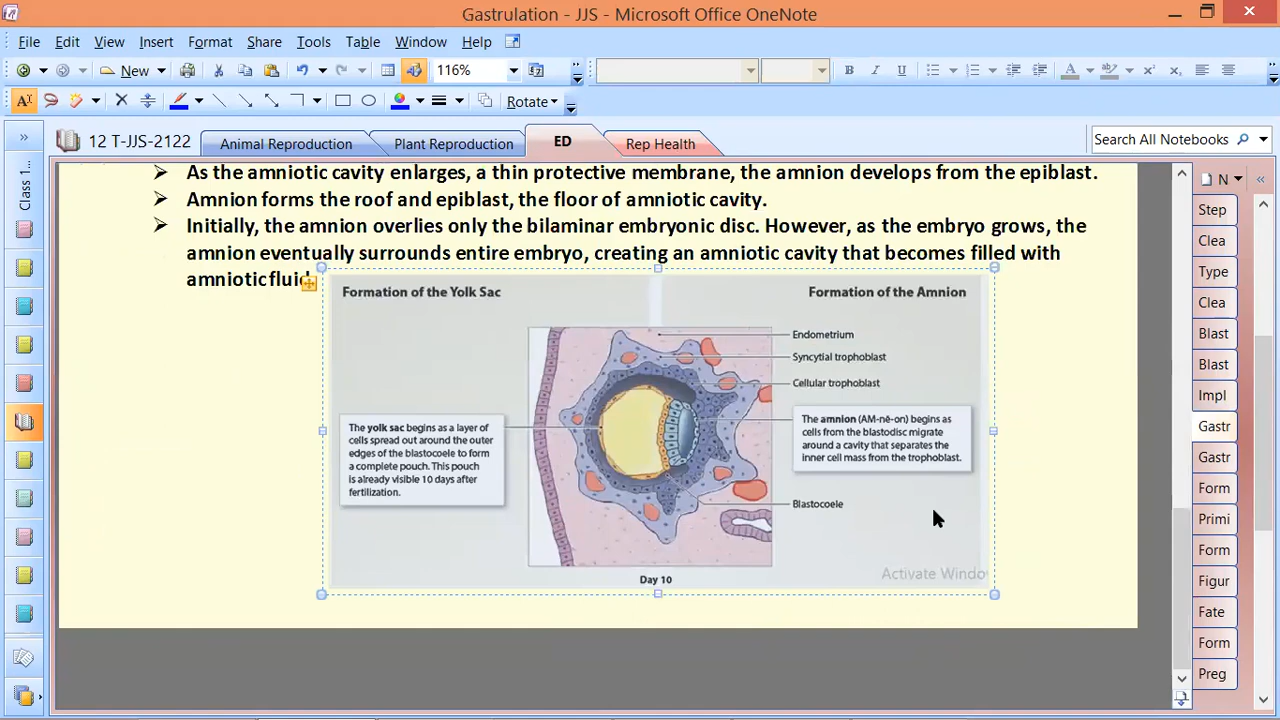 Gastrulation - JJS - Microsoft Office OneNote
File Edit View Insert Format Share Tools Table Window Help
New 116%
Rotate
12 T-JJS-2122 Animal Reproduction Plant Reproduction ED Rep Health Search All Notebooks
Class 1.
N
Step
Clea
Type
Clea
Blast
Blast
Impl
Gastr
Gastr
Form
Primi
Form
Figur
Fate
Form
Preg
As the amniotic cavity enlarges, a thin protective membrane, the amnion develops from the epiblast.
Amnion forms the roof and epiblast, the floor of amniotic cavity.
Initially, the amnion overlies only the bilaminar embryonic disc. However, as the embryo grows, the
amnion eventually surrounds entire embryo, creating an amniotic cavity that becomes filled with
amniotic fluid
Formation of the Yolk Sac
Formation of the Amnion
Endometrium
Syncytial trophoblast
Cellular trophoblast
The yolk sac begins as a layer of
cells spread out around the outer
edges of the blastocoele to form
a complete pouch. This pouch
is already visible 10 days after
fertilization.
The amnion (AM-nē-on) begins as
cells from the blastodisc migrate
around a cavity that separates the
inner cell mass from the trophoblast.
Blastocoele
Day 10
Activate Windo